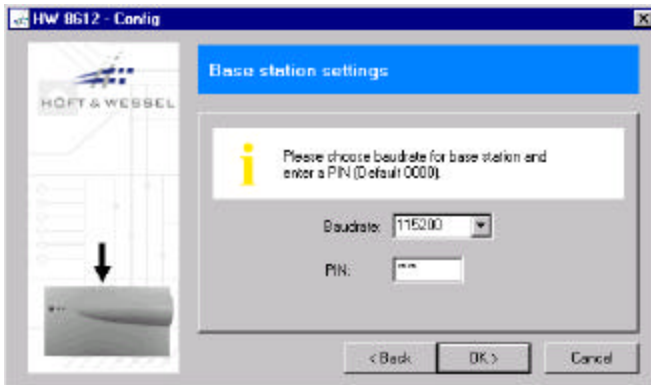 HW 8612 - Config
HÖFT & WESSEL
Base station settings
Please choose baudrate for base station and
enter a PIN (Default 0000).
Baudrate: 115200
PIN: ****
< Back OK > Cancel